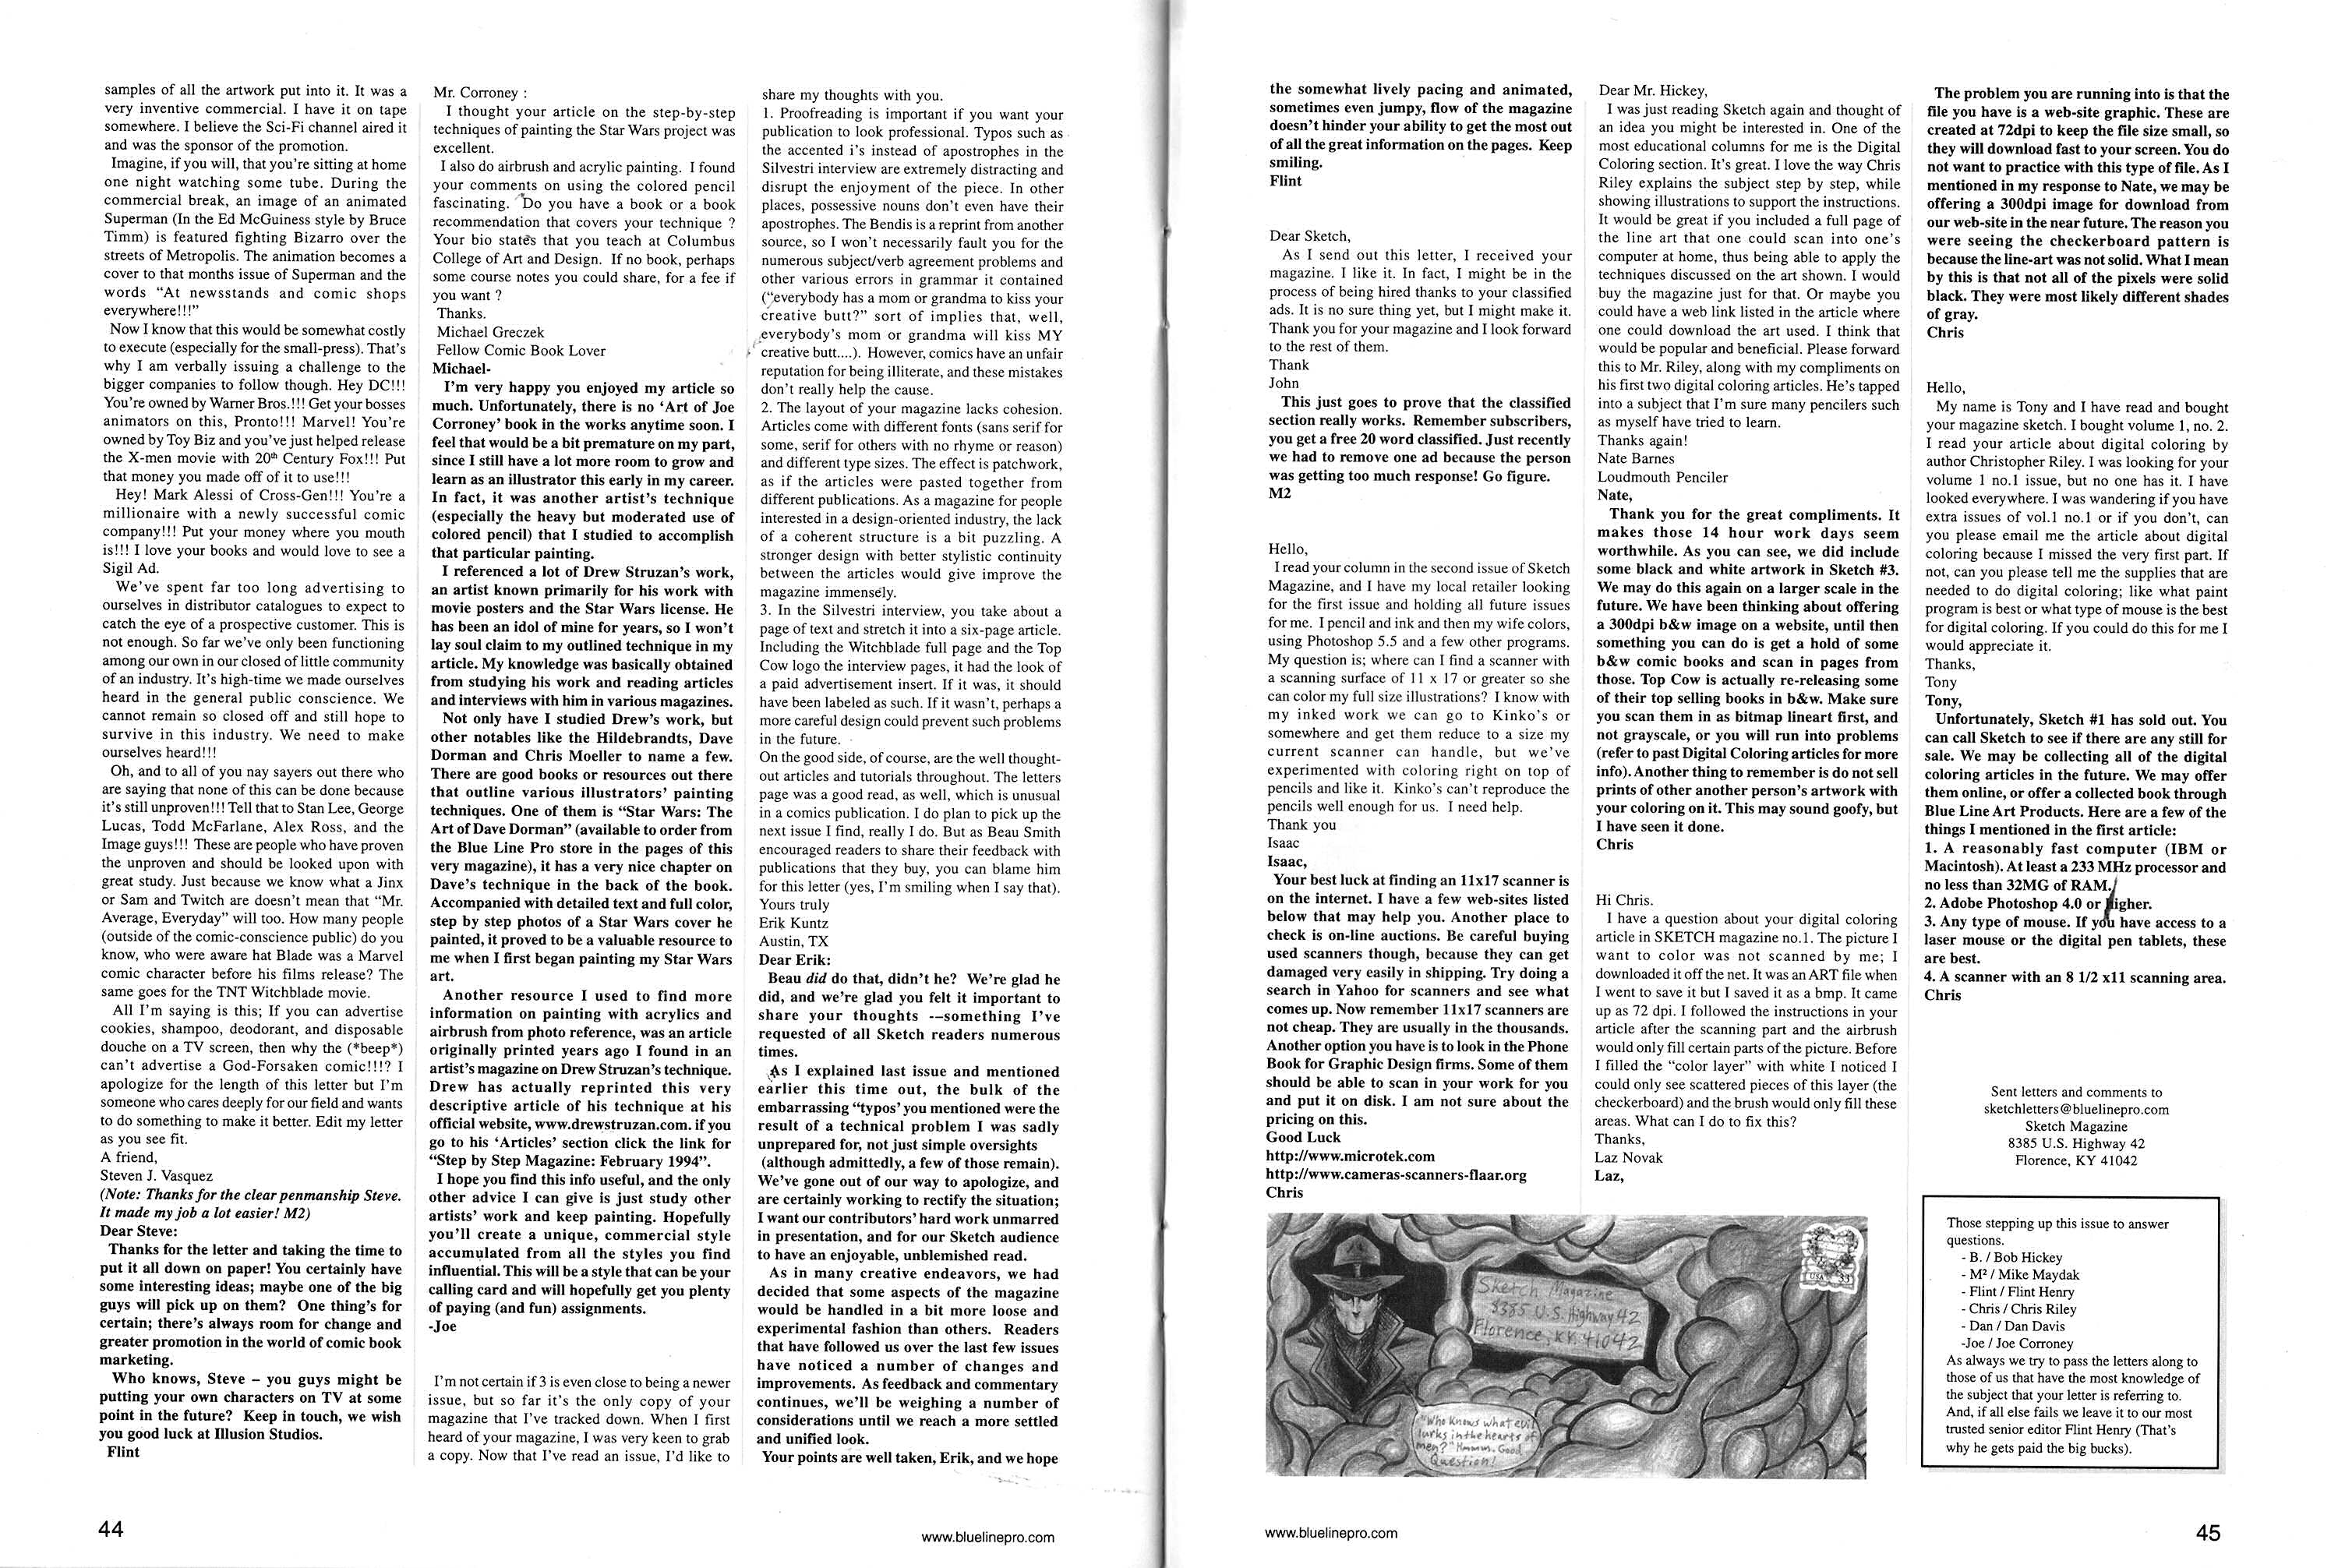 samples of all the artwork put into it. It was a
very inventive commercial. I have it on tape
somewhere. I believe the Sci-Fi channel aired it
and was the sponsor of the promotion.
Imagine, if you will, that you're sitting at home
one night watching some tube. During the
commercial break, an image of an animated
Superman (In the Ed McGuiness style by Bruce
Timm) is featured fighting Bizarro over the
streets of Metropolis. The animation becomes a
cover to that months issue of Superman and the
words “At newsstands and comic shops
everywhere!!!”
Now I know that this would be somewhat costly
to execute (especially for the small-press). That's
why I am verbally issuing a challenge to the
bigger companies to follow though. Hey DC!!!
You're owned by Warner Bros.!!! Get your bosses
animators on this, Pronto!!! Marvel! You're
owned by Toy Biz and you've just helped release
the X-men movie with 20th Century Fox!!! Put
that money you made off of it to use!!!
Hey! Mark Alessi of Cross-Gen!!! You're a
millionaire with a newly successful comic
company!!! Put your money where you mouth
is!!! I love your books and would love to see a
Sigil Ad.
We've spent far too long advertising to
ourselves in distributor catalogues to expect to
catch the eye of a prospective customer. This is
not enough. So far we've only been functioning
among our own in our closed of little community
of an industry. It's high-time we made ourselves
heard in the general public conscience. We
cannot remain so closed off and still hope to
survive in this industry. We need to make
ourselves heard!!!
Oh, and to all of you nay sayers out there who
are saying that none of this can be done because
it's still unproven!!! Tell that to Stan Lee, George
Lucas, Todd McFarlane, Alex Ross, and the
Image guys!!! These are people who have proven
the unproven and should be looked upon with
great study. Just because we know what a Jinx
or Sam and Twitch are doesn't mean that “Mr.
Average, Everyday” will too. How many people
(outside of the comic-conscience public) do you
know, who were aware hat Blade was a Marvel
comic character before his films release? The
same goes for the TNT Witchblade movie.
All I'm saying is this; If you can advertise
cookies, shampoo, deodorant, and disposable
douche on a TV screen, then why the (*beep*)
can't advertise a God-Forsaken comic!!!? I
apologize for the length of this letter but I'm
someone who cares deeply for our field and wants
to do something to make it better. Edit my letter
as you see fit.
A friend,
Steven J. Vasquez
(Note: Thanks for the clear penmanship Steve.
It made my job a lot easier! M2)
Dear Steve:
Thanks for the letter and taking the time to
put it all down on paper! You certainly have
some interesting ideas; maybe one of the big
guys will pick up on them? One thing's for
certain; there's always room for change and
greater promotion in the world of comic book
marketing.
Who knows, Steve – you guys might be
putting your own characters on TV at some
point in the future? Keep in touch, we wish
you good luck at Illusion Studios.
Flint
Mr. Corroney :
I thought your article on the step-by-step
techniques of painting the Star Wars project was
excellent.
I also do airbrush and acrylic painting. I found
your comments on using the colored pencil
fascinating. Do you have a book or a book
recommendation that covers your technique ?
Your bio states that you teach at Columbus
College of Art and Design. If no book, perhaps
some course notes you could share, for a fee if
you want ?
Thanks.
Michael Greczek
Fellow Comic Book Lover
Michael-
I'm very happy you enjoyed my article so
much. Unfortunately, there is no ‘Art of Joe
Corroney’ book in the works anytime soon. I
feel that would be a bit premature on my part,
since I still have a lot more room to grow and
learn as an illustrator this early in my career.
In fact, it was another artist's technique
(especially the heavy but moderated use of
colored pencil) that I studied to accomplish
that particular painting.
I referenced a lot of Drew Struzan's work,
an artist known primarily for his work with
movie posters and the Star Wars license. He
has been an idol of mine for years, so I won't
lay soul claim to my outlined technique in my
article. My knowledge was basically obtained
from studying his work and reading articles
and interviews with him in various magazines.
Not only have I studied Drew's work, but
other notables like the Hildebrandts, Dave
Dorman and Chris Moeller to name a few.
There are good books or resources out there
that outline various illustrators' painting
techniques. One of them is “Star Wars: The
Art of Dave Dorman” (available to order from
the Blue Line Pro store in the pages of this
very magazine), it has a very nice chapter on
Dave's technique in the back of the book.
Accompanied with detailed text and full color,
step by step photos of a Star Wars cover he
painted, it proved to be a valuable resource to
me when I first began painting my Star Wars
art.
Another resource I used to find more
information on painting with acrylics and
airbrush from photo reference, was an article
originally printed years ago I found in an
artist's magazine on Drew Struzan's technique.
Drew has actually reprinted this very
descriptive article of his technique at his
official website, www.drewstruzan.com. if you
go to his ‘Articles’ section click the link for
“Step by Step Magazine: February 1994”.
I hope you find this info useful, and the only
other advice I can give is just study other
artists' work and keep painting. Hopefully
you'll create a unique, commercial style
accumulated from all the styles you find
influential. This will be a style that can be your
calling card and will hopefully get you plenty
of paying (and fun) assignments.
-Joe
I'm not certain if 3 is even close to being a newer
issue, but so far it's the only copy of your
magazine that I've tracked down. When I first
heard of your magazine, I was very keen to grab
a copy. Now that I've read an issue, I'd like to
share my thoughts with you.
1. Proofreading is important if you want your
publication to look professional. Typos such as
the accented i's instead of apostrophes in the
Silvestri interview are extremely distracting and
disrupt the enjoyment of the piece. In other
places, possessive nouns don't even have their
apostrophes. The Bendis is a reprint from another
source, so I won't necessarily fault you for the
numerous subject/verb agreement problems and
other various errors in grammar it contained
(“everybody has a mom or grandma to kiss your
creative butt?” sort of implies that, well,
everybody's mom or grandma will kiss MY
creative butt....). However, comics have an unfair
reputation for being illiterate, and these mistakes
don't really help the cause.
2. The layout of your magazine lacks cohesion.
Articles come with different fonts (sans serif for
some, serif for others with no rhyme or reason)
and different type sizes. The effect is patchwork,
as if the articles were pasted together from
different publications. As a magazine for people
interested in a design-oriented industry, the lack
of a coherent structure is a bit puzzling. A
stronger design with better stylistic continuity
between the articles would give improve the
magazine immensely.
3. In the Silvestri interview, you take about a
page of text and stretch it into a six-page article.
Including the Witchblade full page and the Top
Cow logo the interview pages, it had the look of
a paid advertisement insert. If it was, it should
have been labeled as such. If it wasn't, perhaps a
more careful design could prevent such problems
in the future.
On the good side, of course, are the well thought-
out articles and tutorials throughout. The letters
page was a good read, as well, which is unusual
in a comics publication. I do plan to pick up the
next issue I find, really I do. But as Beau Smith
encouraged readers to share their feedback with
publications that they buy, you can blame him
for this letter (yes, I'm smiling when I say that).
Yours truly
Erik Kuntz
Austin, TX
Dear Erik:
Beau did do that, didn't he? We're glad he
did, and we're glad you felt it important to
share your thoughts --something I've
requested of all Sketch readers numerous
times.
As I explained last issue and mentioned
earlier this time out, the bulk of the
embarrassing “typos’ you mentioned were the
result of a technical problem I was sadly
unprepared for, not just simple oversights
(although admittedly, a few of those remain).
We've gone out of our way to apologize, and
are certainly working to rectify the situation;
I want our contributors' hard work unmarred
in presentation, and for our Sketch audience
to have an enjoyable, unblemished read.
As in many creative endeavors, we had
decided that some aspects of the magazine
would be handled in a bit more loose and
experimental fashion than others. Readers
that have followed us over the last few issues
have noticed a number of changes and
improvements. As feedback and commentary
continues, we'll be weighing a number of
considerations until we reach a more settled
and unified look.
Your points are well taken, Erik, and we hope
44
www.bluelinepro.com
the somewhat lively pacing and animated,
sometimes even jumpy, flow of the magazine
doesn't hinder your ability to get the most out
of all the great information on the pages. Keep
smiling.
Flint
Dear Sketch,
As I send out this letter, I received your
magazine. I like it. In fact, I might be in the
process of being hired thanks to your classified
ads. It is no sure thing yet, but I might make it.
Thank you for your magazine and I look forward
to the rest of them.
Thank
John
This just goes to prove that the classified
section really works. Remember subscribers,
you get a free 20 word classified. Just recently
we had to remove one ad because the person
was getting too much response! Go figure.
M2
Hello,
I read your column in the second issue of Sketch
Magazine, and I have my local retailer looking
for the first issue and holding all future issues
for me. I pencil and ink and then my wife colors,
using Photoshop 5.5 and a few other programs.
My question is; where can I find a scanner with
a scanning surface of 11 x 17 or greater so she
can color my full size illustrations? I know with
my inked work we can go to Kinko's or
somewhere and get them reduce to a size my
current scanner can handle, but we've
experimented with coloring right on top of
pencils and like it. Kinko's can't reproduce the
pencils well enough for us. I need help.
Thank you
Isaac
Isaac,
Your best luck at finding an 11x17 scanner is
on the internet. I have a few web-sites listed
below that may help you. Another place to
check is on-line auctions. Be careful buying
used scanners though, because they can get
damaged very easily in shipping. Try doing a
search in Yahoo for scanners and see what
comes up. Now remember 11x17 scanners are
not cheap. They are usually in the thousands.
Another option you have is to look in the Phone
Book for Graphic Design firms. Some of them
should be able to scan in your work for you
and put it on disk. I am not sure about the
pricing on this.
Good Luck
http://www.microtek.com
http://www.cameras-scanners-flaar.org
Chris
Dear Mr. Hickey,
I was just reading Sketch again and thought of
an idea you might be interested in. One of the
most educational columns for me is the Digital
Coloring section. It's great. I love the way Chris
Riley explains the subject step by step, while
showing illustrations to support the instructions.
It would be great if you included a full page of
the line art that one could scan into one's
computer at home, thus being able to apply the
techniques discussed on the art shown. I would
buy the magazine just for that. Or maybe you
could have a web link listed in the article where
one could download the art used. I think that
would be popular and beneficial. Please forward
this to Mr. Riley, along with my compliments on
his first two digital coloring articles. He's tapped
into a subject that I'm sure many pencilers such
as myself have tried to learn.
Thanks again!
Nate Barnes
Loudmouth Penciler
Nate,
Thank you for the great compliments. It
makes those 14 hour work days seem
worthwhile. As you can see, we did include
some black and white artwork in Sketch #3.
We may do this again on a larger scale in the
future. We have been thinking about offering
a 300dpi b&w image on a website, until then
something you can do is get a hold of some
b&w comic books and scan in pages from
those. Top Cow is actually re-releasing some
of their top selling books in b&w. Make sure
you scan them in as bitmap lineart first, and
not grayscale, or you will run into problems
(refer to past Digital Coloring articles for more
info). Another thing to remember is do not sell
prints of other another person's artwork with
your coloring on it. This may sound goofy, but
I have seen it done.
Chris
Hi Chris.
I have a question about your digital coloring
article in SKETCH magazine no.1. The picture I
want to color was not scanned by me; I
downloaded it off the net. It was an ART file when
I went to save it but I saved it as a bmp. It came
up as 72 dpi. I followed the instructions in your
article after the scanning part and the airbrush
would only fill certain parts of the picture. Before
I filled the “color layer” with white I noticed I
could only see scattered pieces of this layer (the
checkerboard) and the brush would only fill these
areas. What can I do to fix this?
Thanks,
Laz Novak
Laz,
The problem you are running into is that the
file you have is a web-site graphic. These are
created at 72dpi to keep the file size small, so
they will download fast to your screen. You do
not want to practice with this type of file. As I
mentioned in my response to Nate, we may be
offering a 300dpi image for download from
our web-site in the near future. The reason you
were seeing the checkerboard pattern is
because the line-art was not solid. What I mean
by this is that not all of the pixels were solid
black. They were most likely different shades
of gray.
Chris
Hello,
My name is Tony and I have read and bought
your magazine sketch. I bought volume 1, no. 2.
I read your article about digital coloring by
author Christopher Riley. I was looking for your
volume 1 no.1 issue, but no one has it. I have
looked everywhere. I was wandering if you have
extra issues of vol.1 no.1 or if you don't, can
you please email me the article about digital
coloring because I missed the very first part. If
not, can you please tell me the supplies that are
needed to do digital coloring; like what paint
program is best or what type of mouse is the best
for digital coloring. If you could do this for me I
would appreciate it.
Thanks,
Tony
Tony,
Unfortunately, Sketch #1 has sold out. You
can call Sketch to see if there are any still for
sale. We may be collecting all of the digital
coloring articles in the future. We may offer
them online, or offer a collected book through
Blue Line Art Products. Here are a few of the
things I mentioned in the first article:
1. A reasonably fast computer (IBM or
Macintosh). At least a 233 MHz processor and
no less than 32MG of RAM.
2. Adobe Photoshop 4.0 or higher.
3. Any type of mouse. If you have access to a
laser mouse or the digital pen tablets, these
are best.
4. A scanner with an 8 1/2 x11 scanning area.
Chris
Sent letters and comments to
sketchletters@bluelinepro.com
Sketch Magazine
8385 U.S. Highway 42
Florence, KY 41042
Sketch Magazine
8385 U.S. Highway 42
Florence, KY. 41042
USA 33
"Who knows what evil
lurks in the hearts of
men?" Hmmm. Good
Question!
Those stepping up this issue to answer
questions.
- B. / Bob Hickey
- M² / Mike Maydak
- Flint / Flint Henry
- Chris / Chris Riley
- Dan / Dan Davis
-Joe / Joe Corroney
As always we try to pass the letters along to
those of us that have the most knowledge of
the subject that your letter is referring to.
And, if all else fails we leave it to our most
trusted senior editor Flint Henry (That's
why he gets paid the big bucks).
www.bluelinepro.com
45